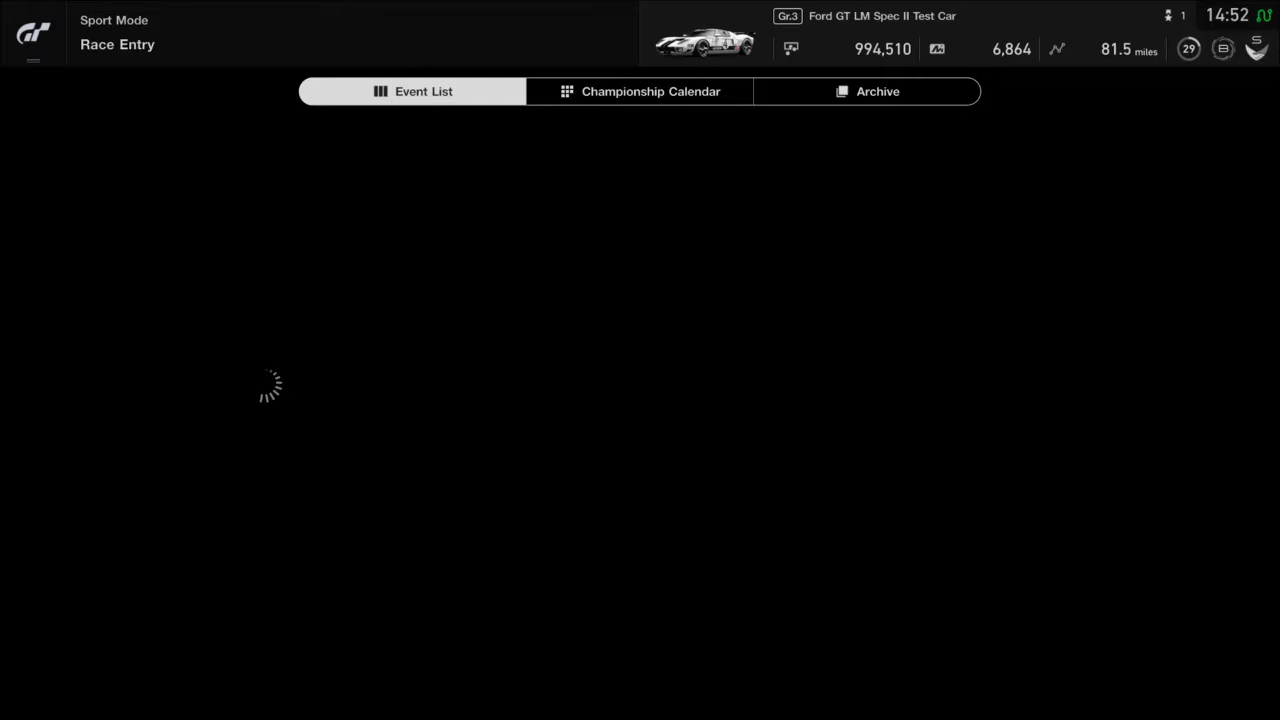 Sport Mode
Race Entry
Gr.3 Ford GT LM Spec II Test Car
1 14:52
994,510 6,864 81.5 miles 29 B S
Event List Championship Calendar Archive